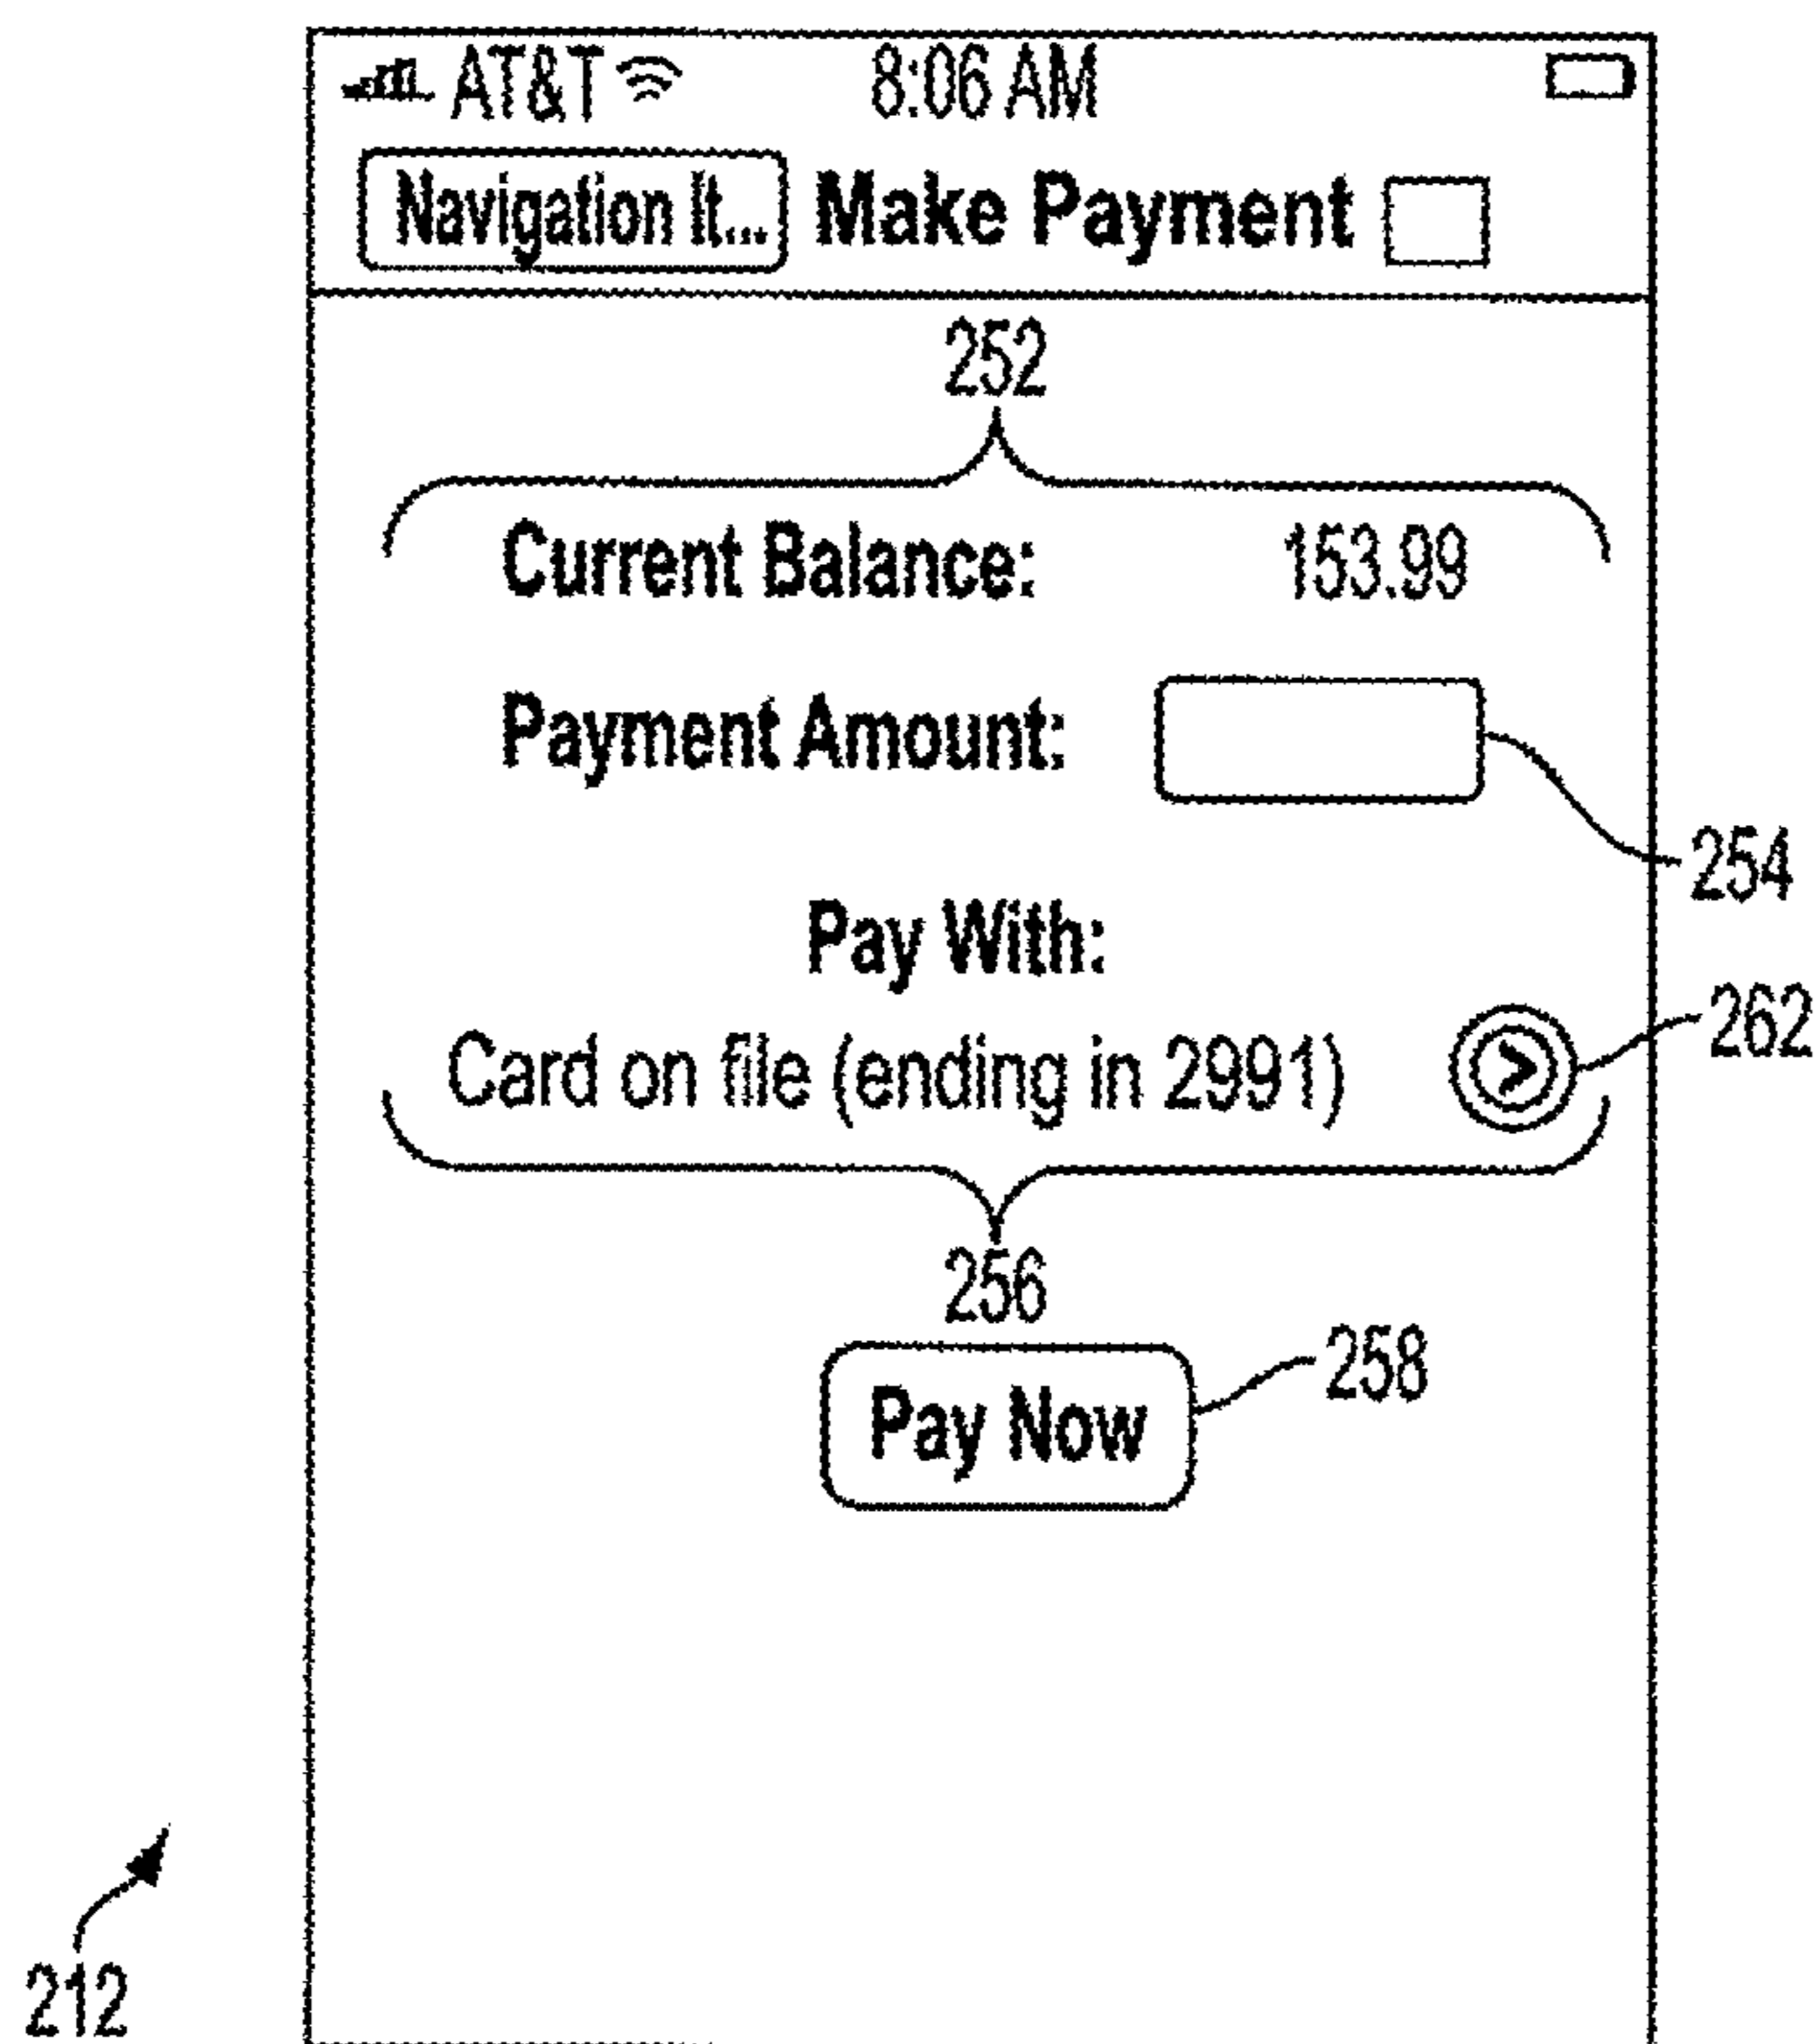 AT&T 8:06 AM
Navigation It... Make Payment
252
Current Balance: 153.99
Payment Amount:
254
Pay With:
262
Card on file (ending in 2991)
256
258
Pay Now
212